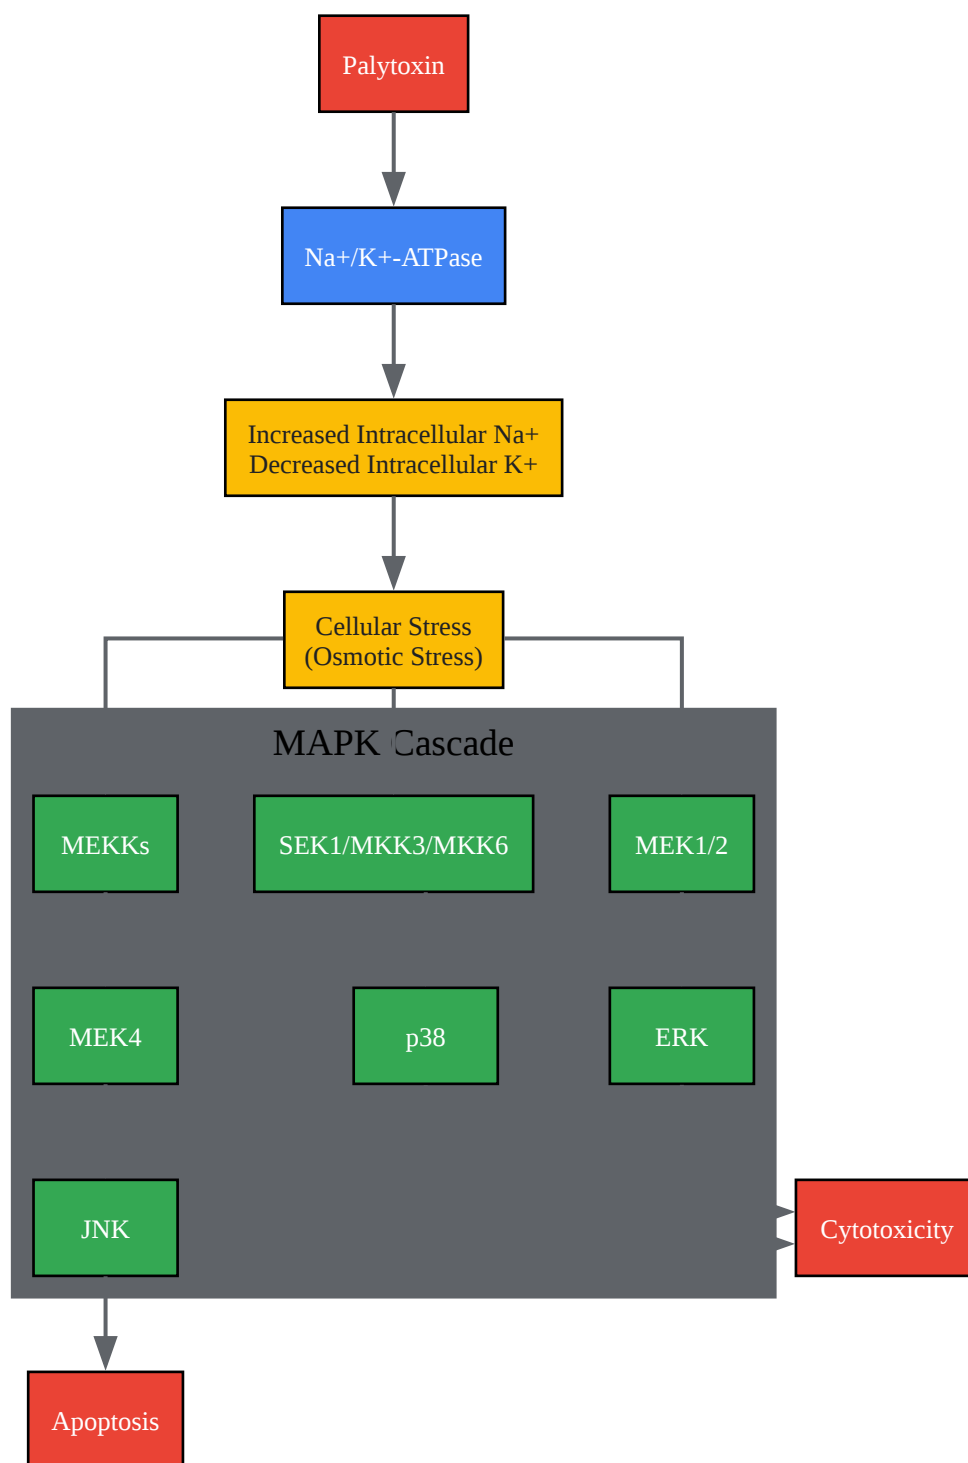 Palytoxin
Na+/K+-ATPase
Increased Intracellular Na+
Decreased Intracellular K+
Cellular Stress
(Osmotic Stress)
MAPK Cascade
MEKKs
SEK1/MKK3/MKK6
MEK1/2
MEK4
p38
ERK
JNK
Cytotoxicity
Apoptosis